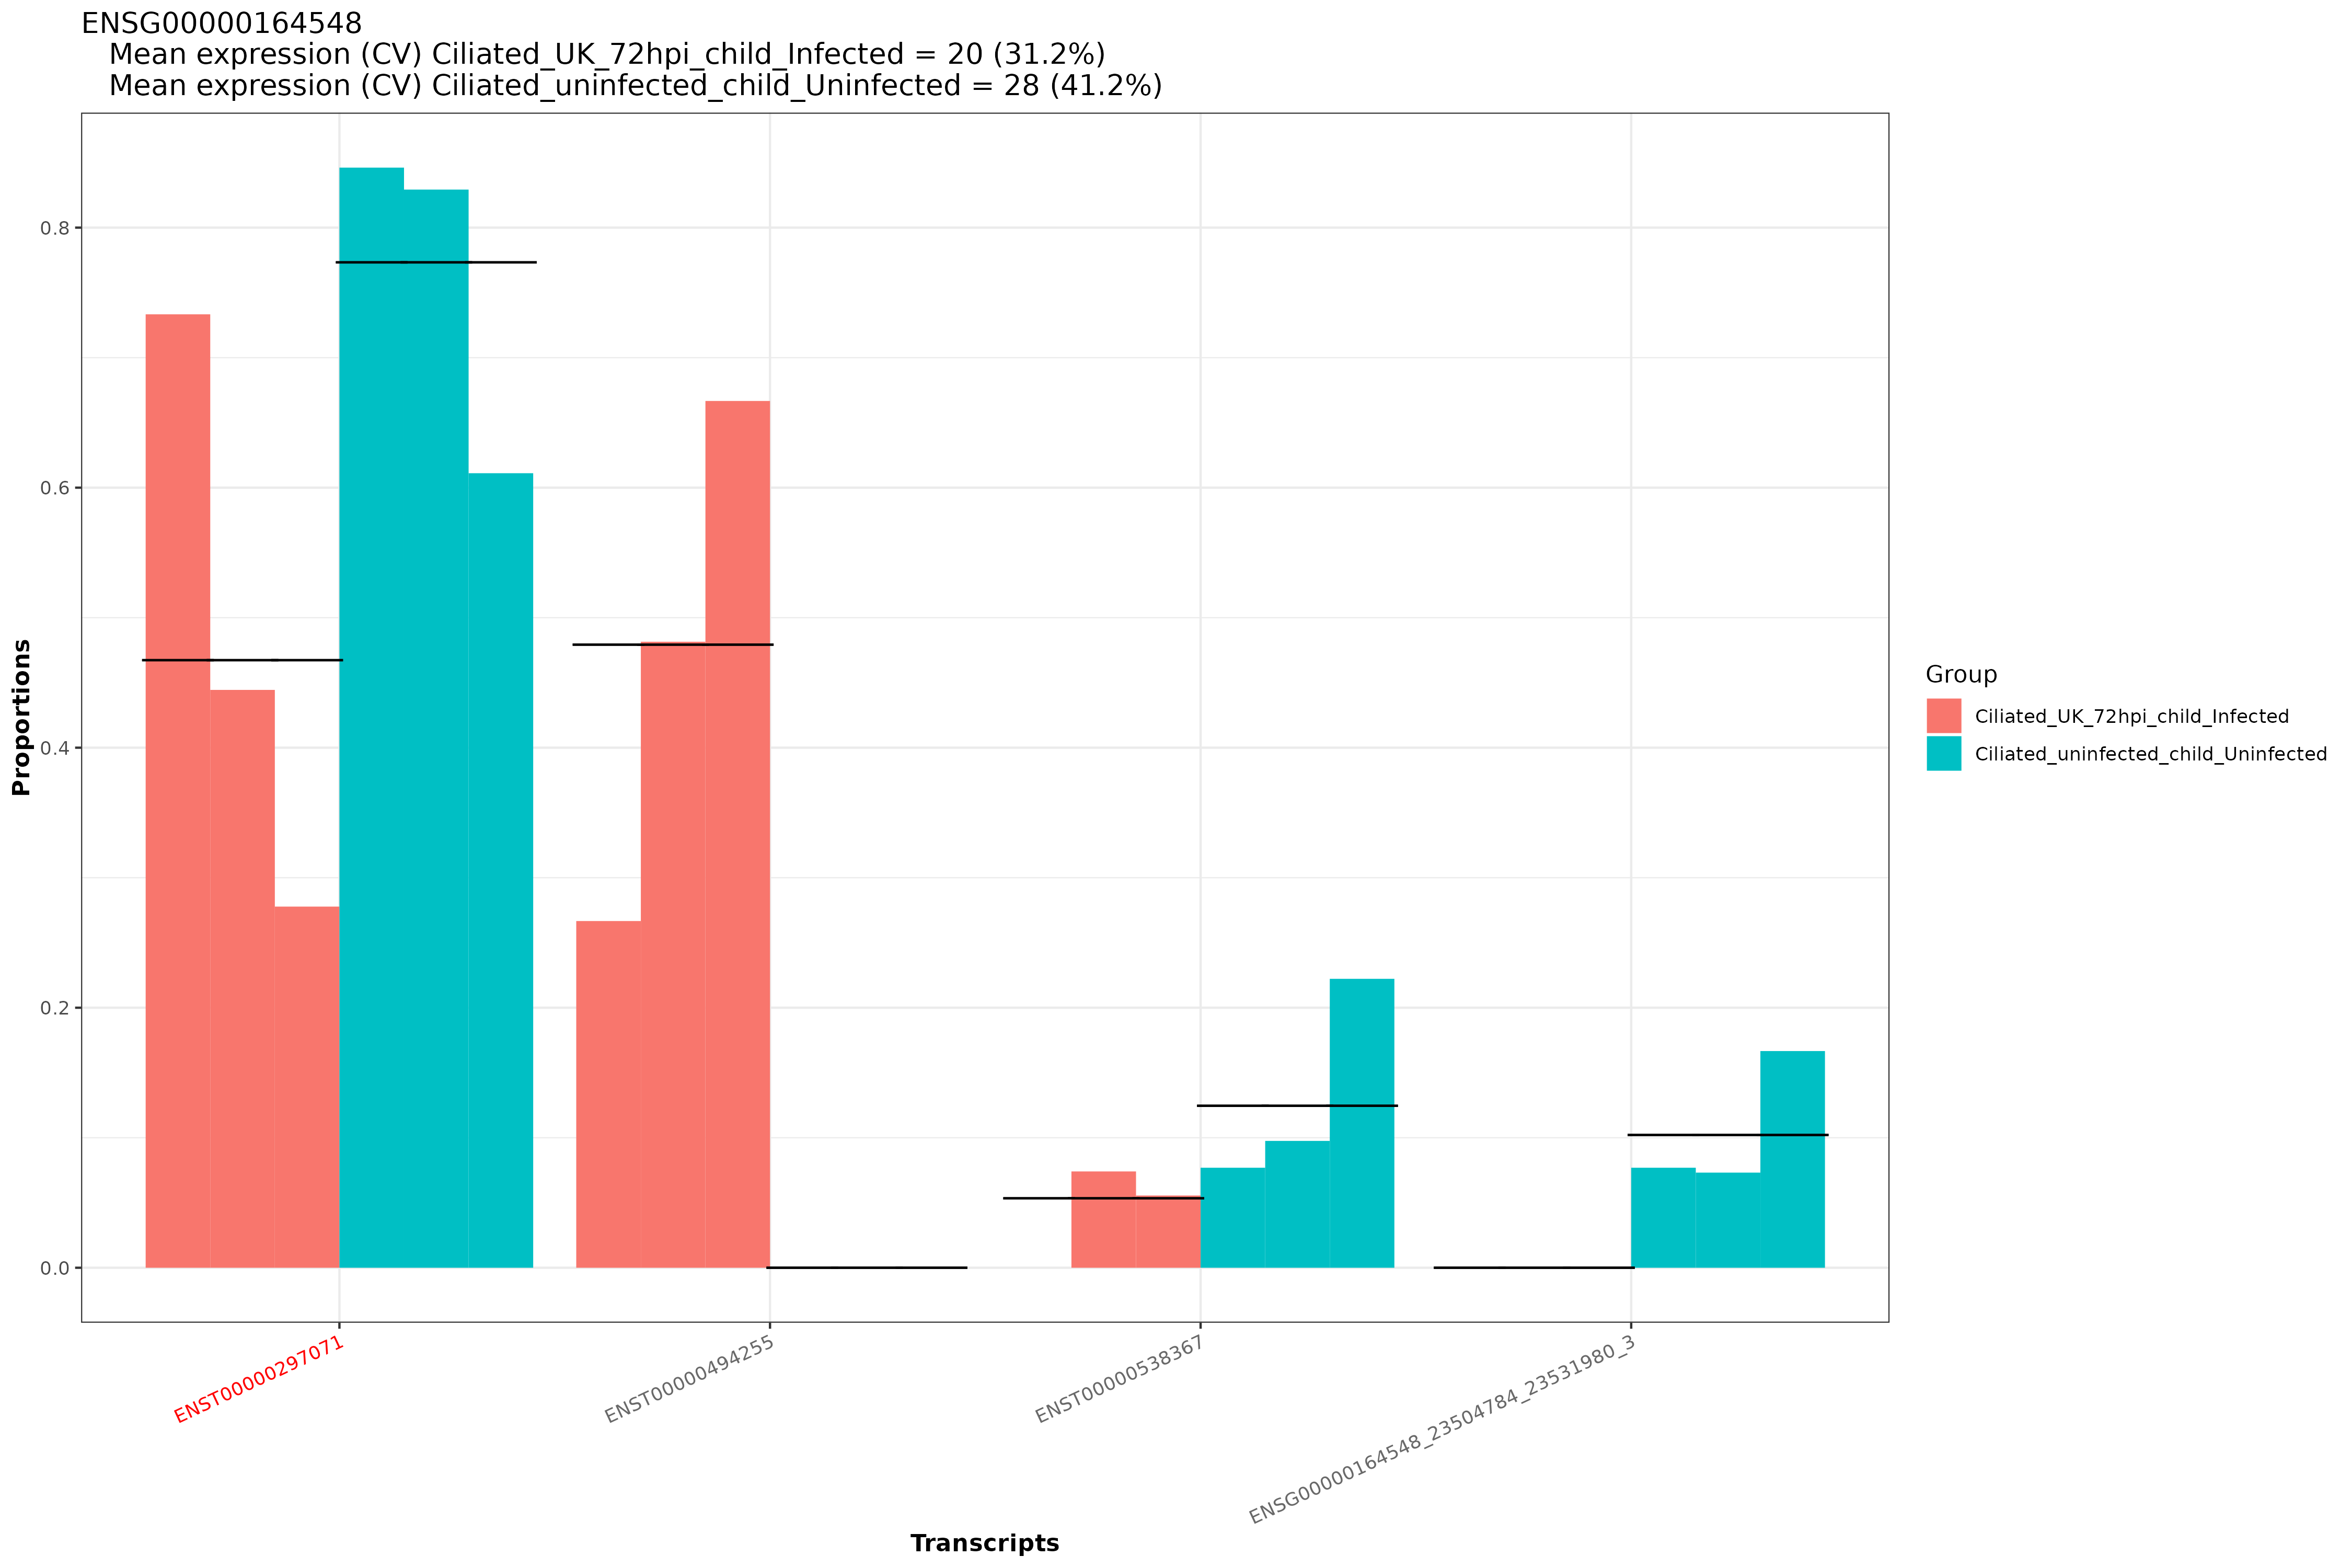 ENSG00000164548
Mean expression (CV) Ciliated_UK_72hpi_child_Infected = 20 (31.2%)
Mean expression (CV) Ciliated_uninfected_child_Uninfected = 28 (41.2%)
Proportions
0.8
0.6
0.4
0.2
0.0
ENST00000297071
ENST00000494255
ENST00000538367
ENSG00000164548_23504784_23531980_3
Transcripts
Group
Ciliated_UK_72hpi_child_Infected
Ciliated_uninfected_child_Uninfected